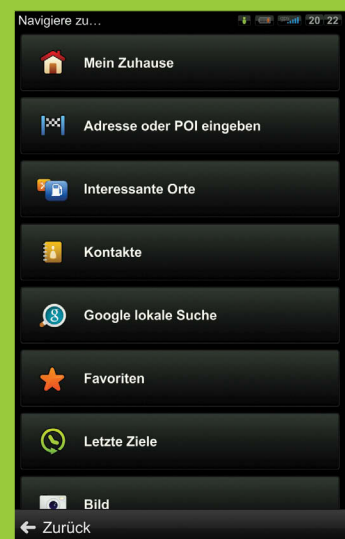 Navigiere zu... 20 22
Mein Zuhause
Adresse oder POI eingeben
Interessante Orte
Kontakte
Google lokale Suche
Favoriten
Letzte Ziele
Bild
Zurück